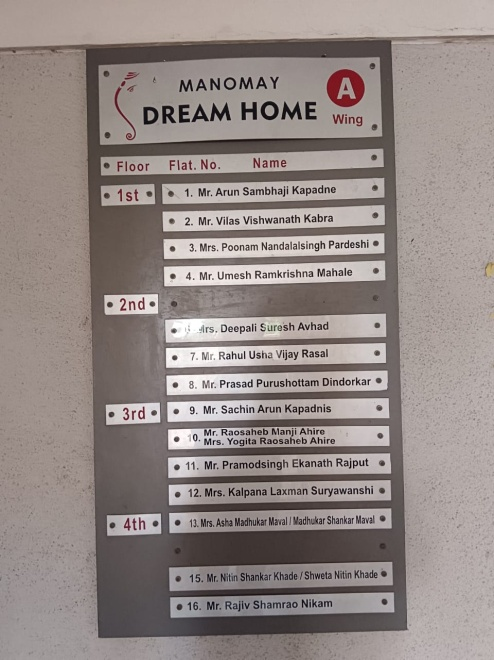 MANOMAY
DREAM HOME
A
Wing
Floor Flat. No. Name
1st 1. Mr. Arun Sambhaji Kapadne
2. Mr. Vilas Vishwanath Kabra
3. Mrs. Poonam Nandalalsingh Pardeshi
4. Mr. Umesh Ramkrishna Mahale
2nd
Mrs. Deepali Suresh Avhad
7. Mr. Rahul Usha Vijay Rasal
8. Mr. Prasad Purushottam Dindorkar
3rd 9. Mr. Sachin Arun Kapadnis
10. Mr. Raosaheb Manji Ahire
Mrs. Yogita Raosaheb Ahire
11. Mr. Pramodsingh Ekanath Rajput
12. Mrs. Kalpana Laxman Suryawanshi
4th 13. Mrs. Asha Madhukar Maval / Madhukar Shankar Maval
15. Mr. Nitin Shankar Khade / Shweta Nitin Khade
16. Mr. Rajiv Shamrao Nikam